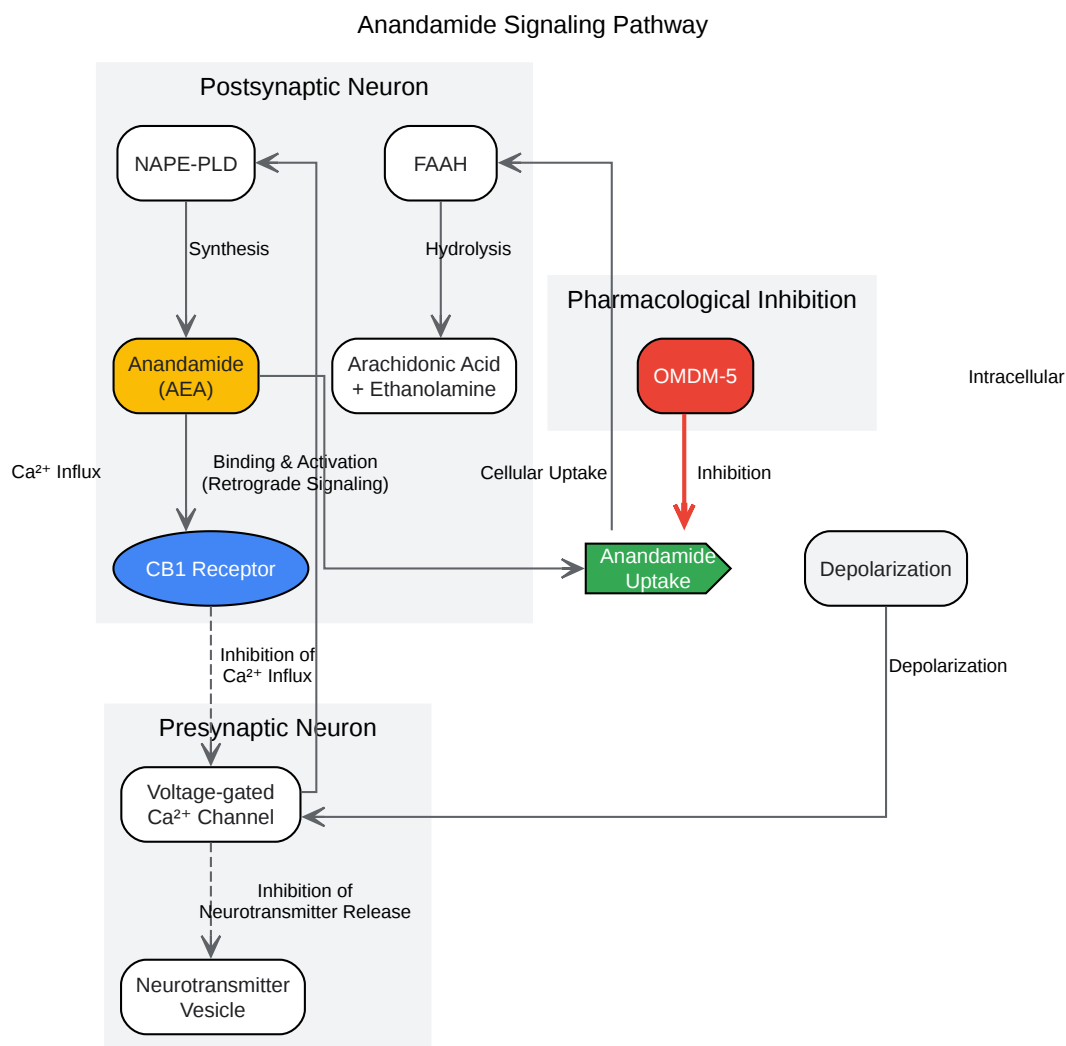 Anandamide Signaling Pathway
Postsynaptic Neuron
NAPE-PLD
FAAH
Synthesis
Hydrolysis
Pharmacological Inhibition
Anandamide
(AEA)
Arachidonic Acid
+ Ethanolamine
OMDM-5
Intracellular
Ca²⁺ Influx
Binding & Activation
(Retrograde Signaling)
Cellular Uptake
Inhibition
CB1 Receptor
Anandamide
Uptake
Depolarization
Inhibition of
Ca²⁺ Influx
Depolarization
Presynaptic Neuron
Voltage-gated
Ca²⁺ Channel
Inhibition of
Neurotransmitter Release
Neurotransmitter
Vesicle